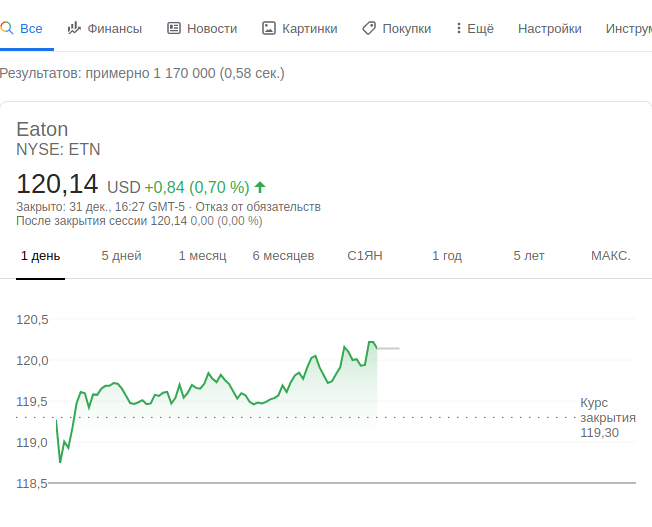 Все Финансы Новости Картинки Покупки Ещё Настройки Инструм
Результатов: примерно 1 170 000 (0,58 сек.)
Eaton
NYSE: ETN
120,14 USD +0,84 (0,70 %)
Закрыто: 31 дек., 16:27 GMT-5 · Отказ от обязательств
После закрытия сессии 120,14 0,00 (0,00 %)
1 день 5 дней 1 месяц 6 месяцев С1ЯН 1 год 5 лет МАКС.
120,5
120,0
119,5
Курс
закрытия
119,30
119,0
118,5